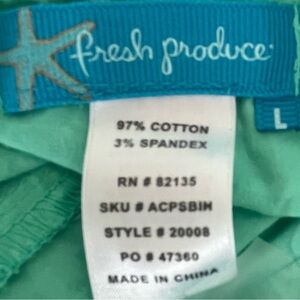 fresh produce
L
97% COTTON
3% SPANDEX
RN # 82135
SKU # ACPSBIH
STYLE # 20008
PO # 47360
MADE IN CHINA